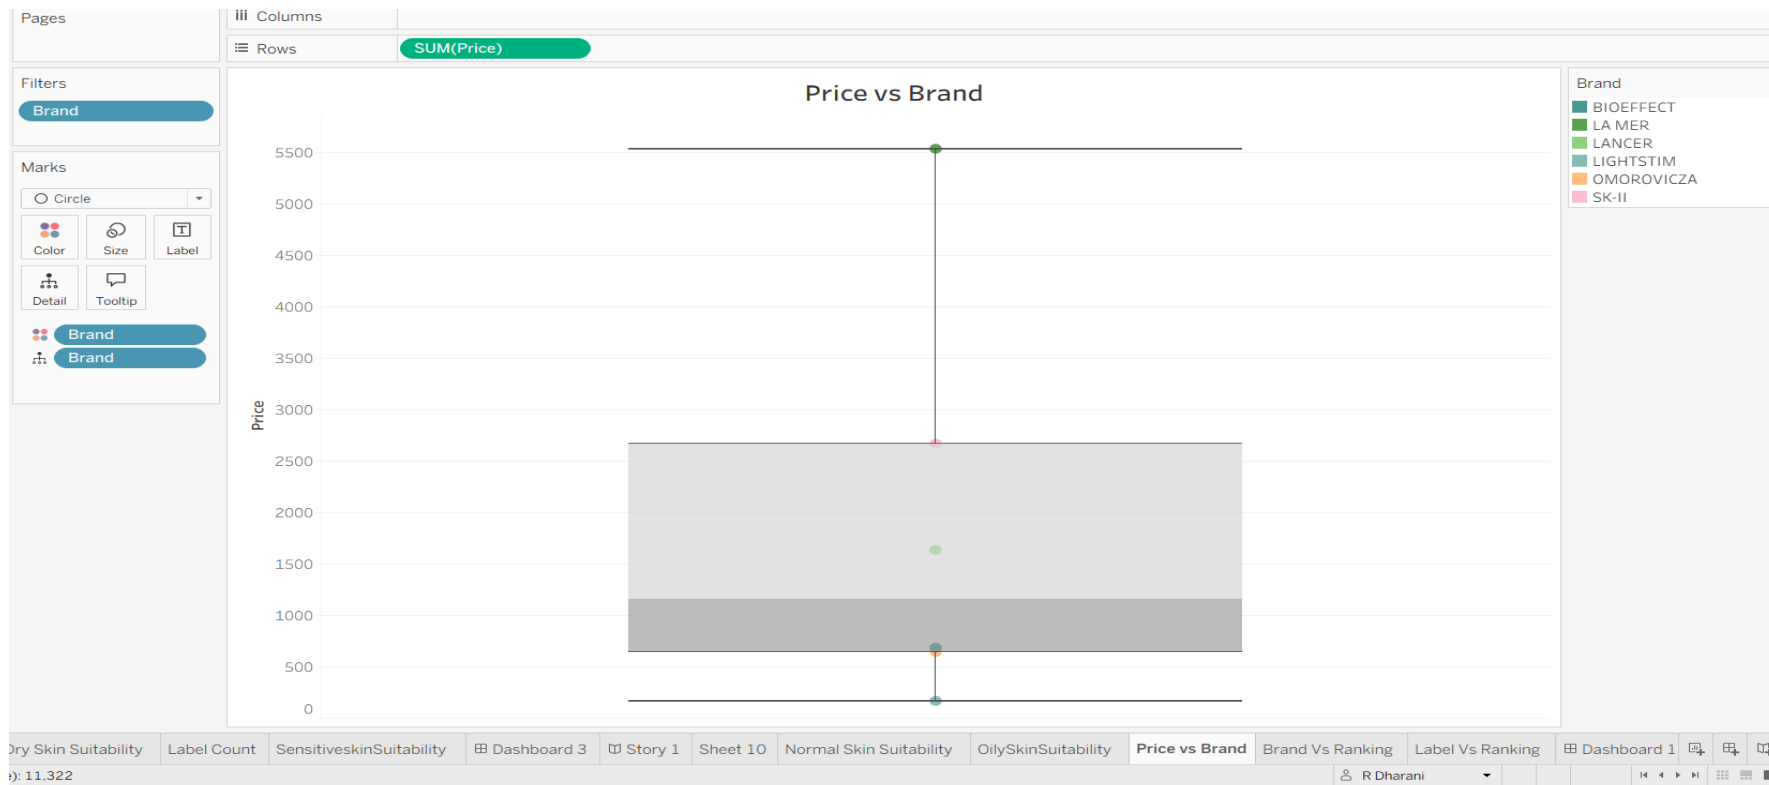 Pages
Columns
Rows
SUM(Price)
Filters
Brand
Marks
Circle
Color
Size
Label
Detail
Tooltip
Brand
Brand
Price vs Brand
5500
5000
4500
4000
3500
3000
2500
2000
1500
1000
500
0
Price
Brand
BIOEFFECT
LA MER
LANCER
LIGHTSTIM
OMOROVICZA
SK-II
Dry Skin Suitability
Label Count
SensitiveskinSuitability
Dashboard 3
Story 1
Sheet 10
Normal Skin Suitability
OilySkinSuitability
Price vs Brand
Brand Vs Ranking
Label Vs Ranking
Dashboard 1
): 11,322
R Dharani